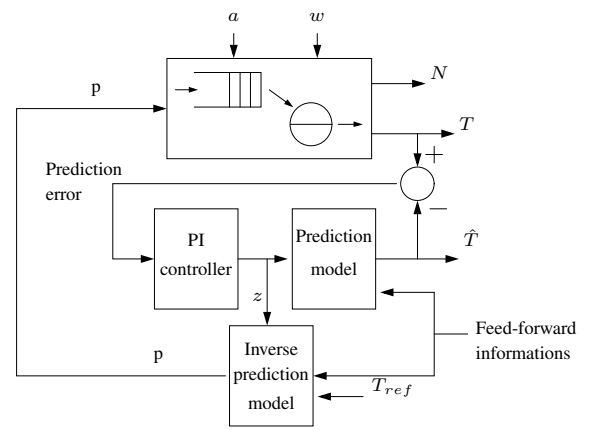 a
w
p
N
T
+
Prediction
error
−
PI
controller
Prediction
model
T̂
z
Feed-forward
informations
p
Inverse
prediction
model
T_ref